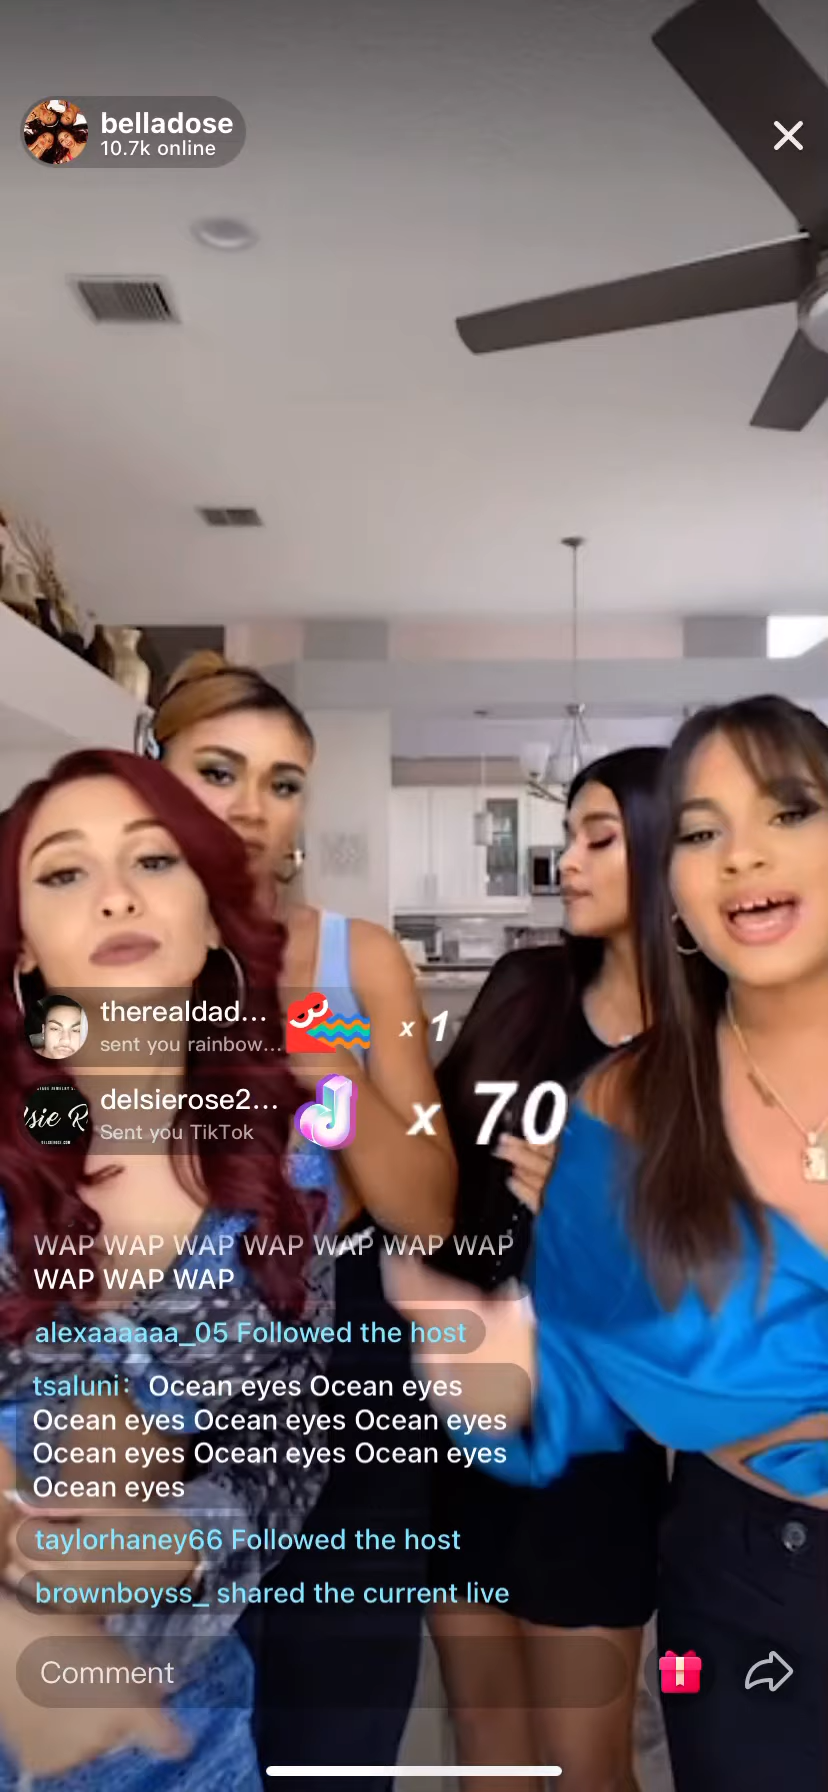 belladose
10.7k online
therealdad...
sent you rainbow...
x 1
delsierose2...
Sent you TikTok
x 70
WAP WAP WAP WAP WAP WAP WAP
WAP WAP WAP
alexaaaaaa_05 Followed the host
tsaluni: Ocean eyes Ocean eyes
Ocean eyes Ocean eyes Ocean eyes
Ocean eyes Ocean eyes Ocean eyes
Ocean eyes
taylorhaney66 Followed the host
brownboyss_ shared the current live
Comment